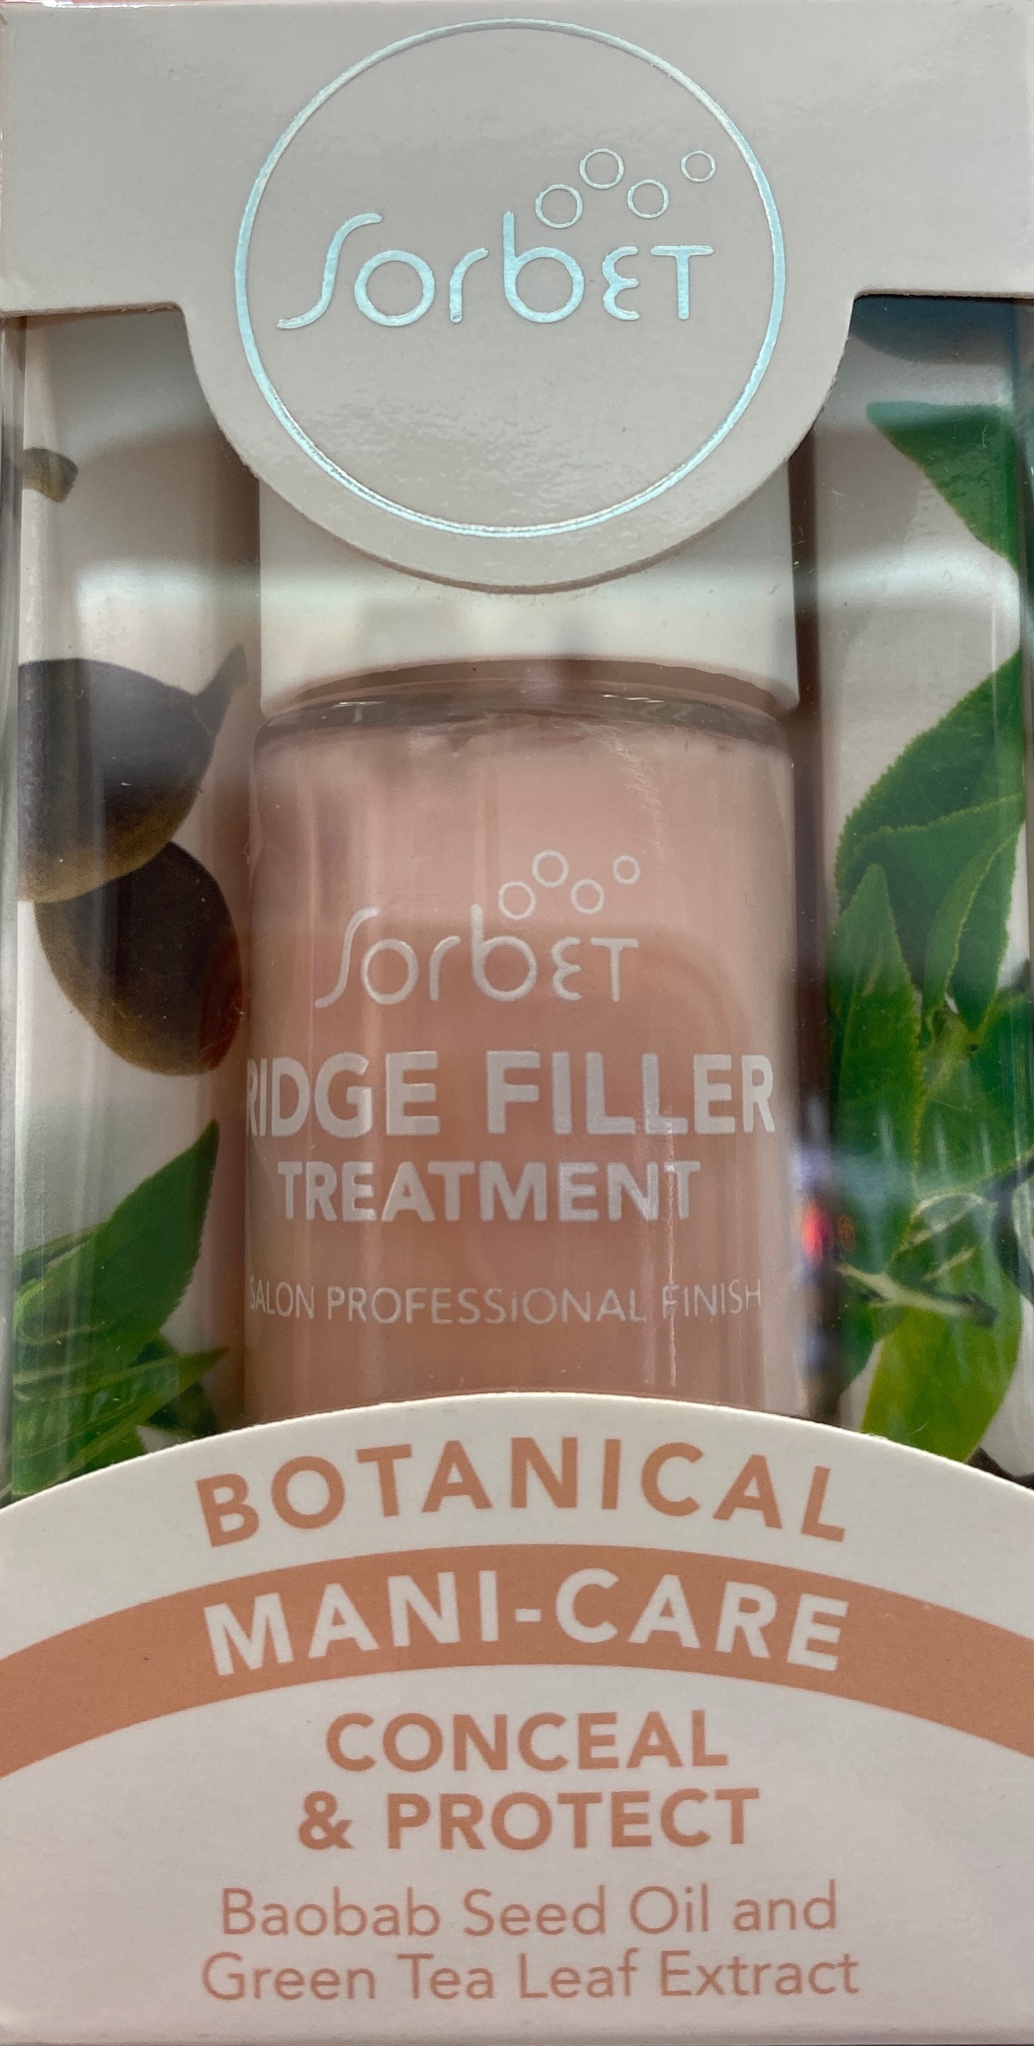 Sorbet
Sorbet
RIDGE FILLER
TREATMENT
SALON PROFESSIONAL FINISH
BOTANICAL
MANI-CARE
CONCEAL
& PROTECT
Baobab Seed Oil and
Green Tea Leaf Extract